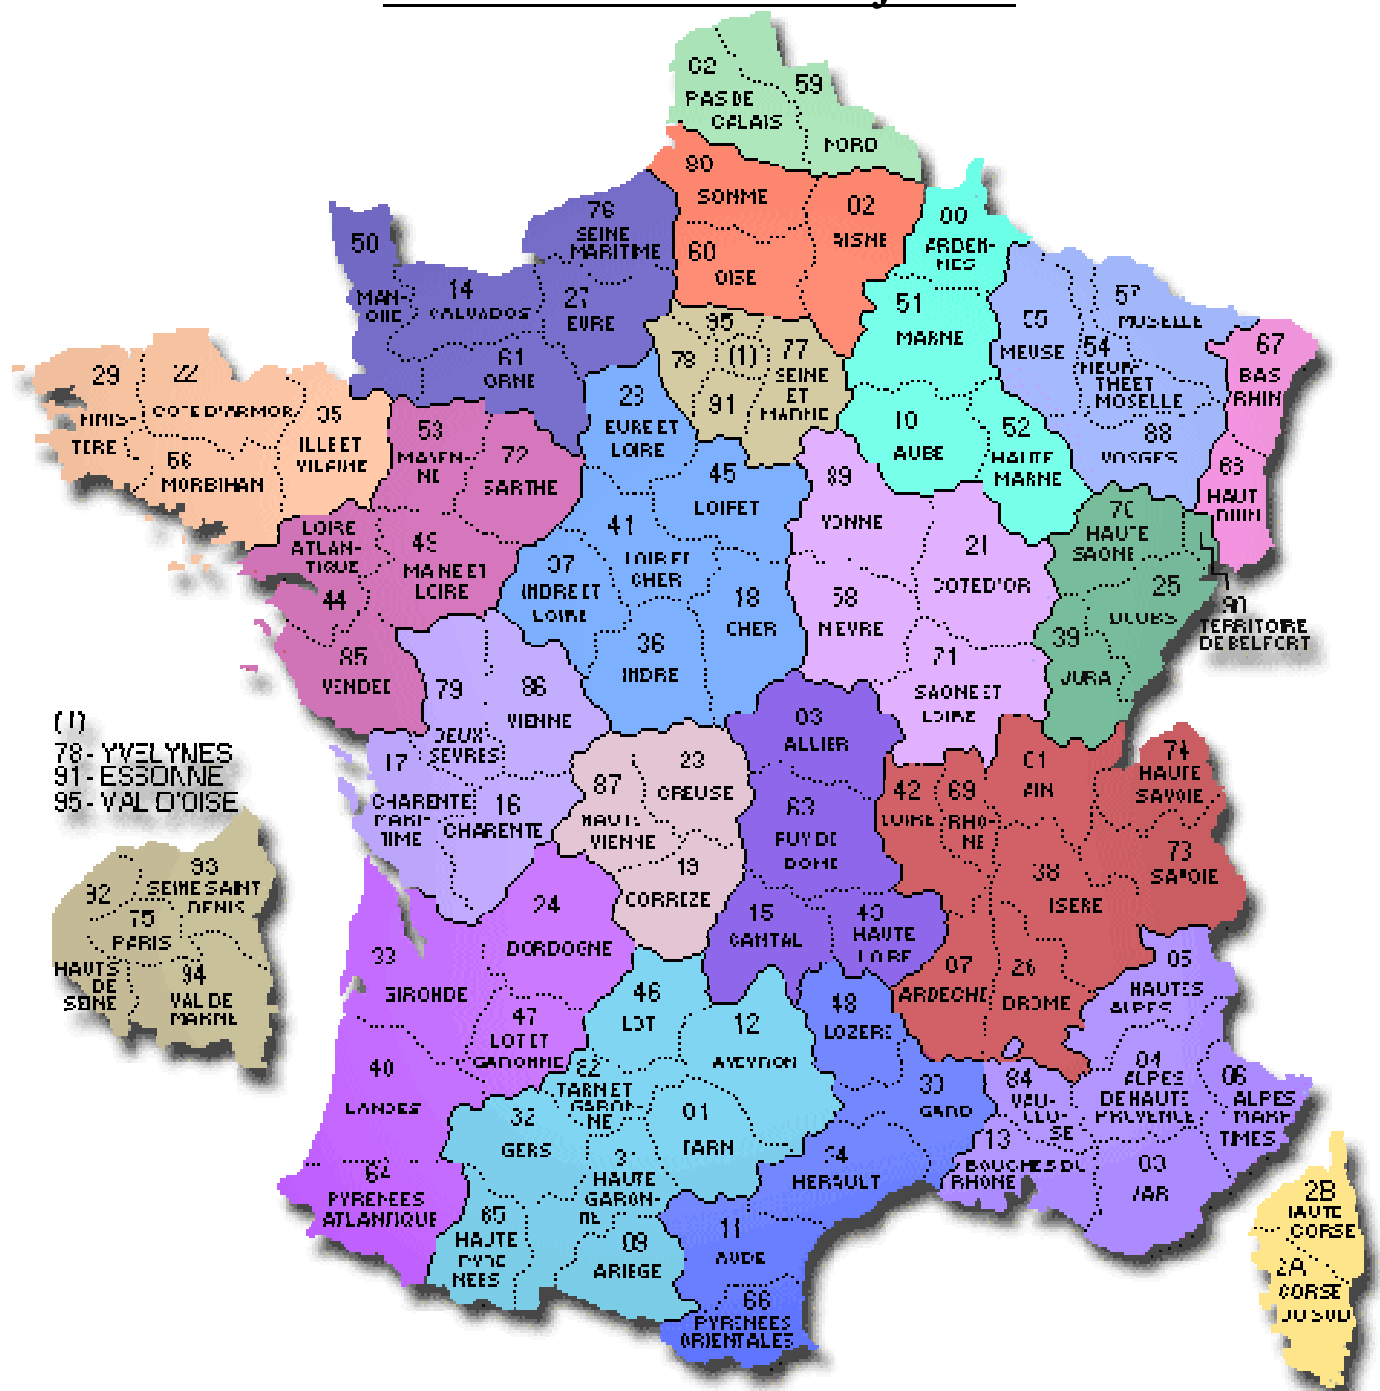 62
PAS DE
CALAIS
59
NORD
80
SOMME
02
AISNE
60
OISE
76
SEINE
MARITIME
50
MAN-
CHE
14
CALVADOS
27
EURE
61
ORNE
ARDEN-
NES
51
MARNE
10
AUBE
52
HAUTE
MARNE
55
MEUSE
57
MOSELLE
54
MEUR-
THE ET
MOSELLE
88
VOSGES
67
BAS
RHIN
68
HAUT
95
(1)
78
91
77
SEINE
ET
MARNE
29
FINIS-
TERE
22
COTE D'ARMOR
35
ILLE ET
VILAINE
56
MORBIHAN
53
MAYEN-
NE
72
SARTHE
LOIRE
ATLAN-
TIQUE
44
49
MAINE ET
LOIRE
85
VENDEE
28
EURE ET
LOIRE
45
LOIRET
41
LOIR ET
CHER
37
INDRE ET
LOIRE
18
CHER
36
INDRE
89
YONNE
21
COTE D'OR
58
NIEVRE
71
SAONE ET
LOIRE
70
HAUTE
SAONE
25
DOUBS
39
JURA
90
TERRITOIRE
DE BELFORT
79
DEUX
SEVRES
86
VIENNE
17
CHARENTE
MARI-
TIME
16
CHARENTE
87
HAUTE
VIENNE
23
CREUSE
19
CORREZE
03
ALLIER
63
PUY DE
DOME
15
CANTAL
43
HAUTE
LOIRE
42
LOIRE
69
RHO-
NE
01
AIN
74
HAUTE
SAVOIE
73
SAVOIE
38
ISERE
07
ARDECHE
26
DROME
(1)
78 - YVELYNES
91 - ESSONNE
95 - VAL D'OISE
92
HAUTS
DE
SEINE
93
SEINE SAINT
DENIS
75
PARIS
94
VAL DE
MARNE
24
DORDOGNE
33
GIRONDE
47
LOT ET
GARONNE
40
LANDES
64
PYRENEES
ATLANTIQUE
46
LOT
12
AVEYRON
82
TARN ET
GARON-
NE
32
GERS
TARN
HAUTE
GARON-
NE
65
HAUTE
PYRE
NEES
09
ARIEGE
48
LOZERE
30
GARD
34
HERAULT
11
AUDE
66
PYRENEES
ORIENTALES
05
HAUTES
ALPES
04
ALPES
DE HAUTE
PROVENCE
06
ALPES
MARI
TIMES
84
VAU-
CLU-
SE
13
BOUCHES DU
RHONE
VAR
2B
HAUTE
CORSE
2A
CORSE
DU SUD